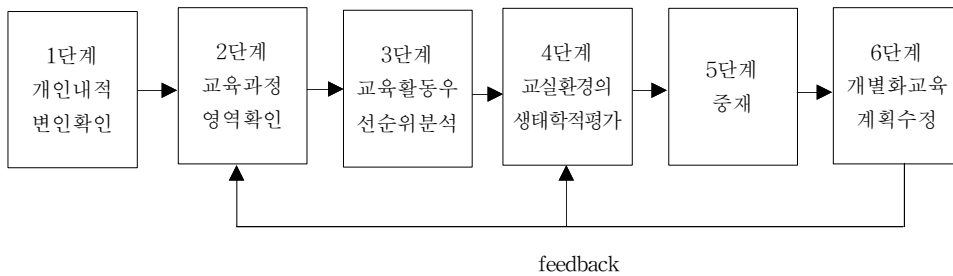 1단계
개인내적
변인확인
2단계
교육과정
영역확인
3단계
교육활동우
선순위분석
4단계
교실환경의
생태학적평가
5단계
중재
6단계
개별화교육
계획수정
feedback